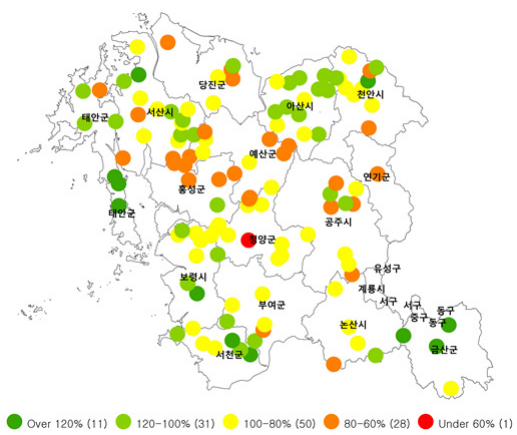 당진군
천안시
아산시
태안군
서산시
예산군
연기군
홍성군
태안군
공주시
청양군
유성구
보령시
계룡시
부여군
서구
서구
동구
중구
동구
논산시
금산군
서천군
Over 120% (11)
120-100% (31)
100-80% (50)
80-60% (28)
Under 60% (1)